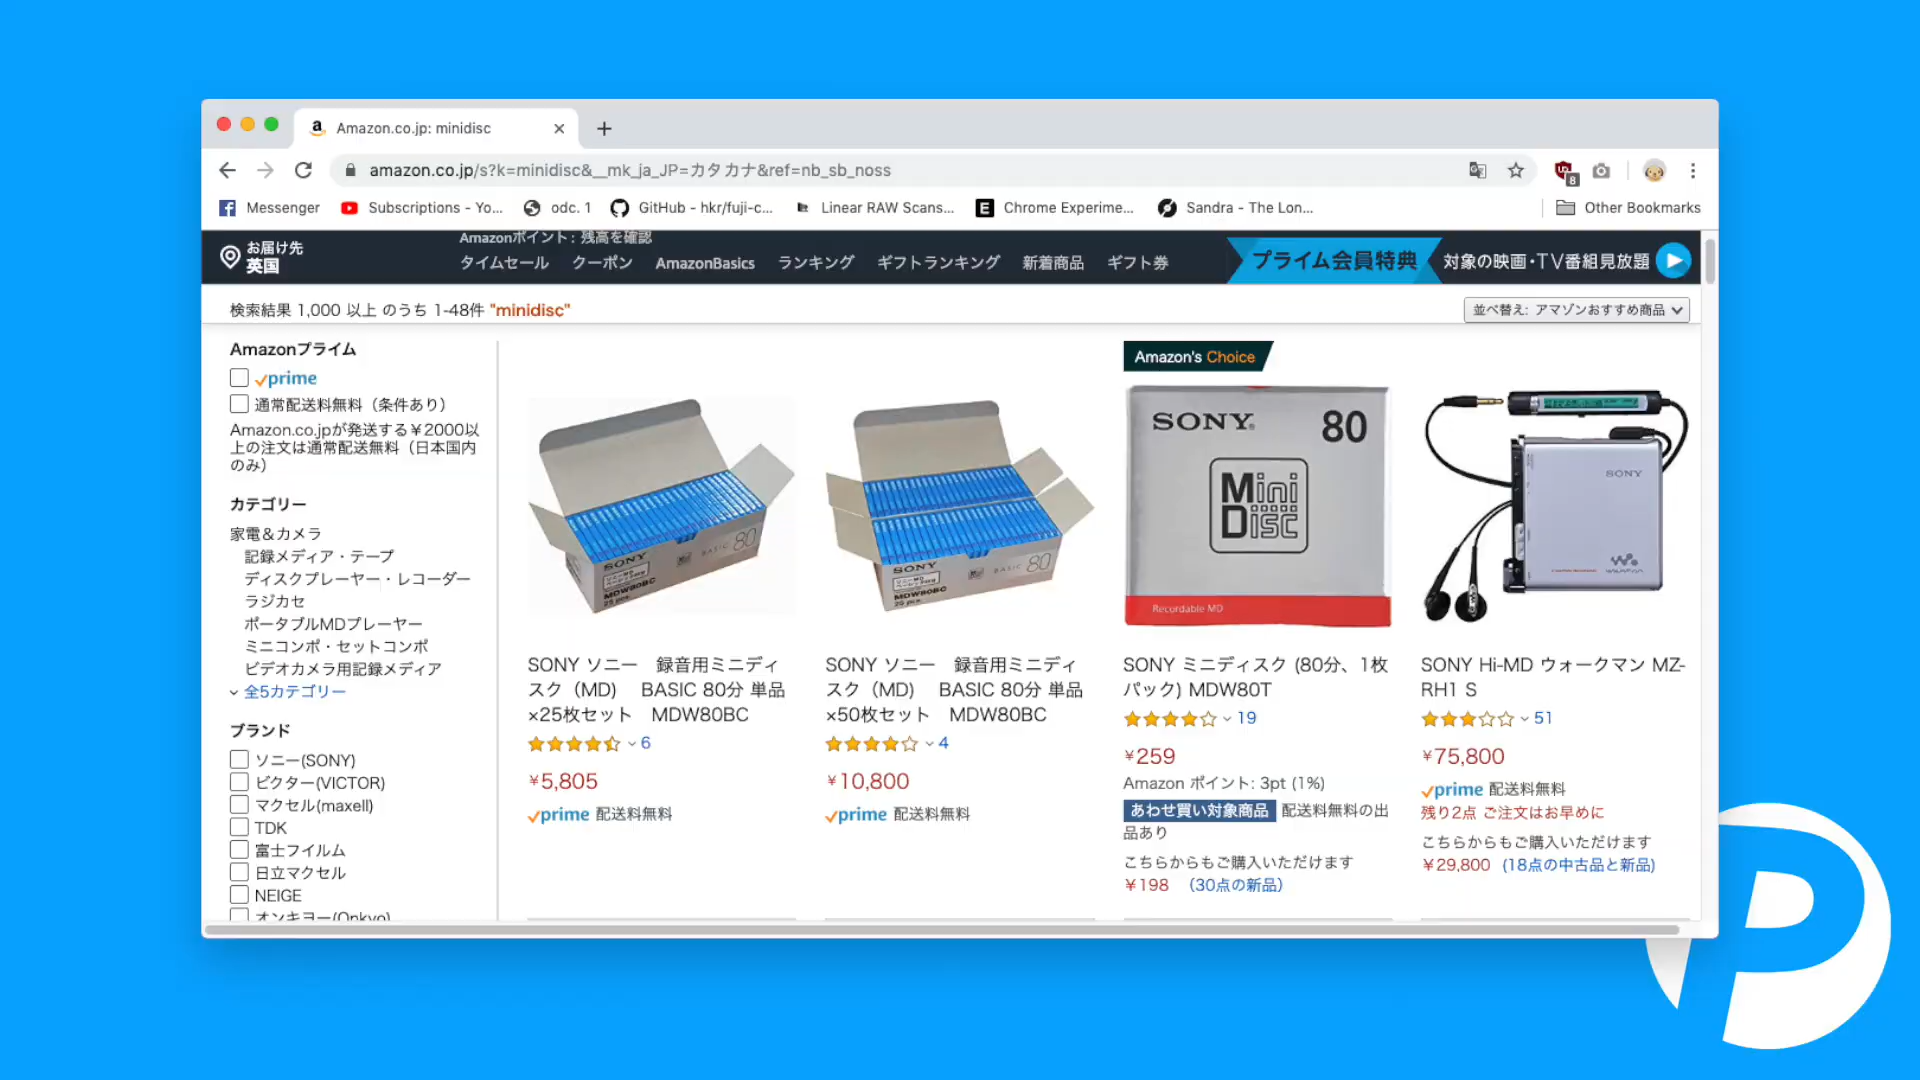 Amazon.co.jp: minidisc
amazon.co.jp/s?k=minidisc&__mk_ja_JP=カタカナ&ref=nb_sb_noss
8
Messenger
Subscriptions - Yo...
odc. 1
GitHub - hkr/fuji-c...
Linear RAW Scans...
Chrome Experime...
Sandra - The Lon...
Other Bookmarks
お届け先
英国
Amazonポイント: 残高を確認
タイムセール クーポン AmazonBasics ランキング ギフトランキング 新着商品 ギフト券
プライム会員特典
対象の映画・TV番組見放題
検索結果 1,000 以上 のうち 1-48件 "minidisc"
並べ替え: アマゾンおすすめ商品
Amazonプライム
prime
通常配送料無料（条件あり）
Amazon.co.jpが発送する￥2000以
上の注文は通常配送無料（日本国内
のみ）
カテゴリー
家電＆カメラ
記録メディア・テープ
ディスクプレーヤー・レコーダー
ラジカセ
ポータブルMDプレーヤー
ミニコンポ・セットコンポ
ビデオカメラ用記録メディア
全5カテゴリー
ブランド
ソニー(SONY)
ビクター(VICTOR)
マクセル(maxell)
TDK
富士フイルム
日立マクセル
NEIGE
オンキヨー(Onkyo)
SONY
BASIC 80
MDW80BC
25 pcs
SONY ソニー 録音用ミニディ
スク（MD） BASIC 80分 単品
×25枚セット MDW80BC
6
¥5,805
prime 配送料無料
SONY
BASIC 80
MDW80BC
25 pcs
SONY ソニー 録音用ミニディ
スク（MD） BASIC 80分 単品
×50枚セット MDW80BC
4
¥10,800
prime 配送料無料
Amazon's Choice
SONY 80
Mini
Disc
Recordable MD
SONY ミニディスク (80分、1枚
パック) MDW80T
19
¥259
Amazon ポイント: 3pt (1%)
あわせ買い対象商品 配送料無料の出
品あり
こちらからもご購入いただけます
￥198 (30点の新品)
SONY
WALKMAN
SONY Hi-MD ウォークマン MZ-
RH1 S
51
¥75,800
prime 配送料無料
残り2点 ご注文はお早めに
こちらからもご購入いただけます
￥29,800 (18点の中古品と新品)
P